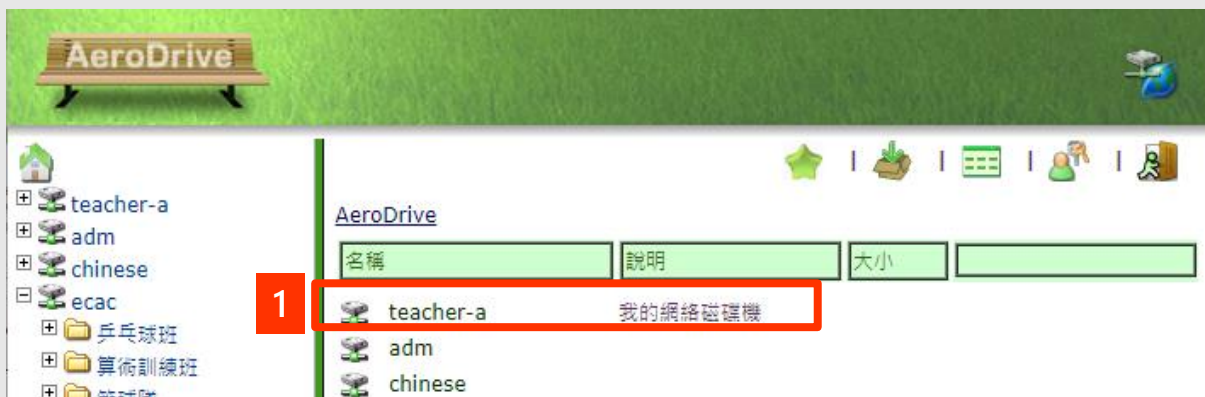 AeroDrive
teacher-a
adm
chinese
ecac
乒乓球班
算術訓練班
AeroDrive
名稱 說明 大小
1
teacher-a 我的網絡磁碟機
adm
chinese